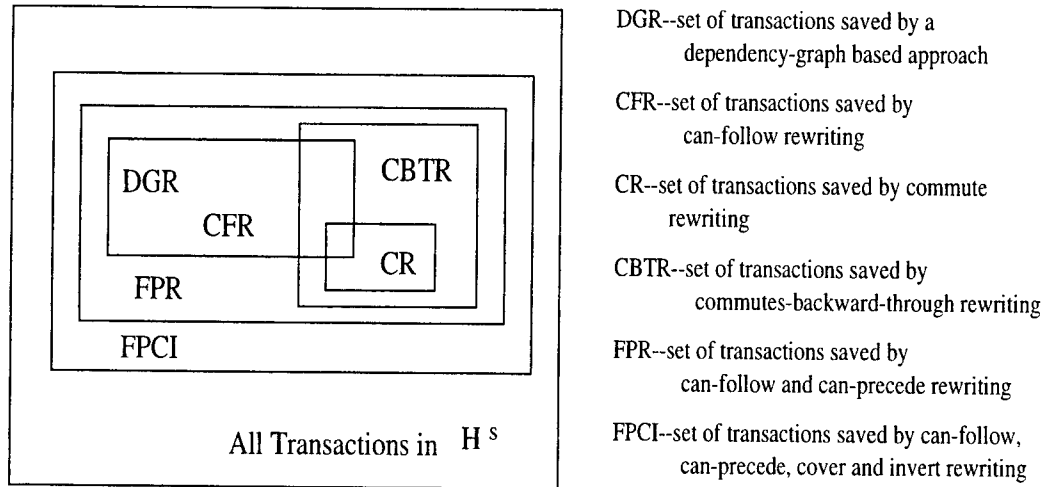 DGR
CBTR
CFR
CR
FPR
FPCI
All Transactions in H s
DGR--set of transactions saved by a
dependency-graph based approach
CFR--set of transactions saved by
can-follow rewriting
CR--set of transactions saved by commute
rewriting
CBTR--set of transactions saved by
commutes-backward-through rewriting
FPR--set of transactions saved by
can-follow and can-precede rewriting
FPCI--set of transactions saved by can-follow,
can-precede, cover and invert rewriting